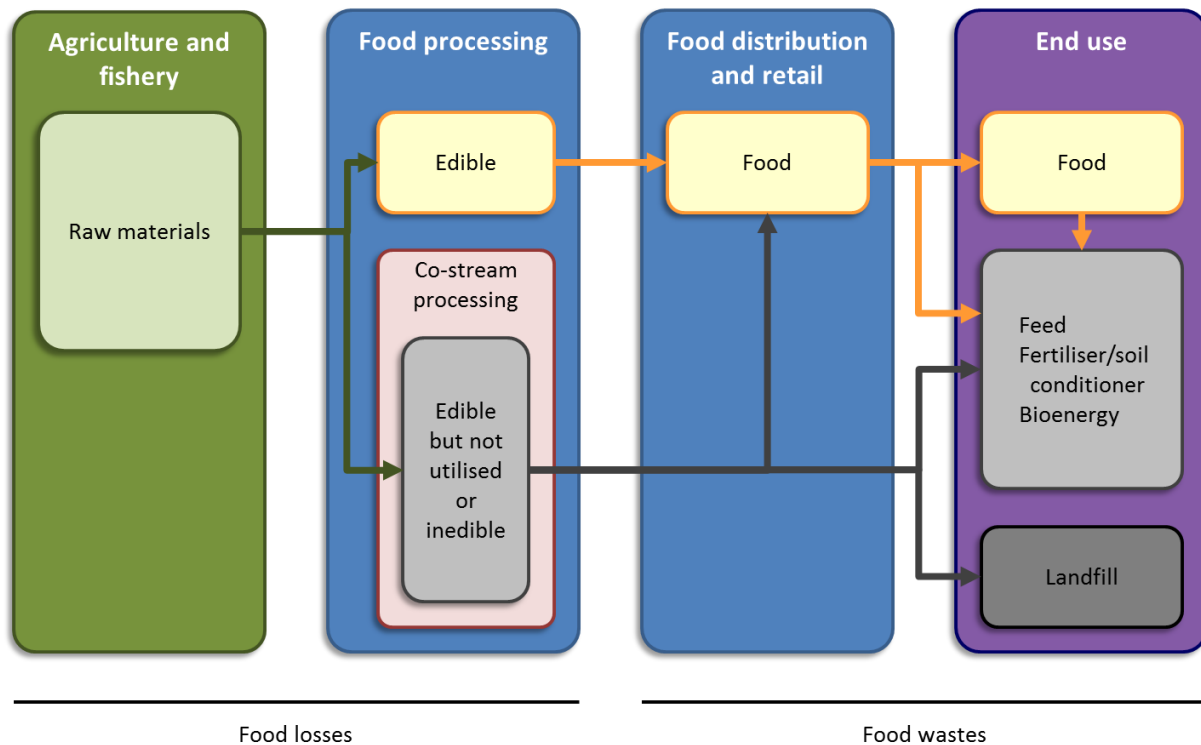 Agriculture and
fishery
Raw materials
Food processing
Edible
Co-stream
processing
Edible
but not
utilised
or
inedible
Food distribution
and retail
Food
End use
Food
Feed
Fertiliser/soil
conditioner
Bioenergy
Landfill
Food losses
Food wastes